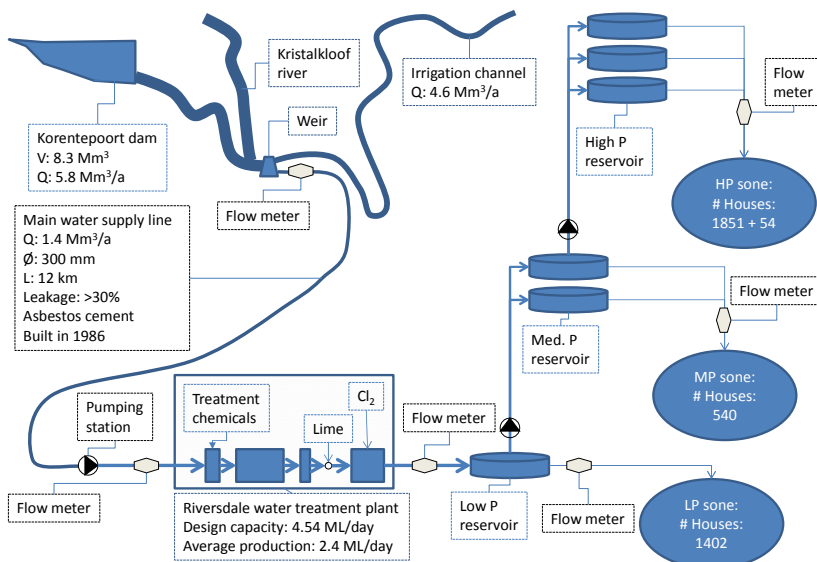 Korentepoort dam
V: 8.3 Mm³
Q: 5.8 Mm³/a
Kristalkloof
river
Weir
Irrigation channel
Q: 4.6 Mm³/a
Flow meter
Main water supply line
Q: 1.4 Mm³/a
Ø: 300 mm
L: 12 km
Leakage: >30%
Asbestos cement
Built in 1986
High P
reservoir
Flow
meter
HP sone:
# Houses:
1851 + 54
Med. P
reservoir
Flow meter
MP sone:
# Houses:
540
Pumping
station
Flow meter
Treatment
chemicals
Lime
Cl₂
Riversdale water treatment plant
Design capacity: 4.54 ML/day
Average production: 2.4 ML/day
Flow meter
Low P
reservoir
Flow meter
LP sone:
# Houses:
1402